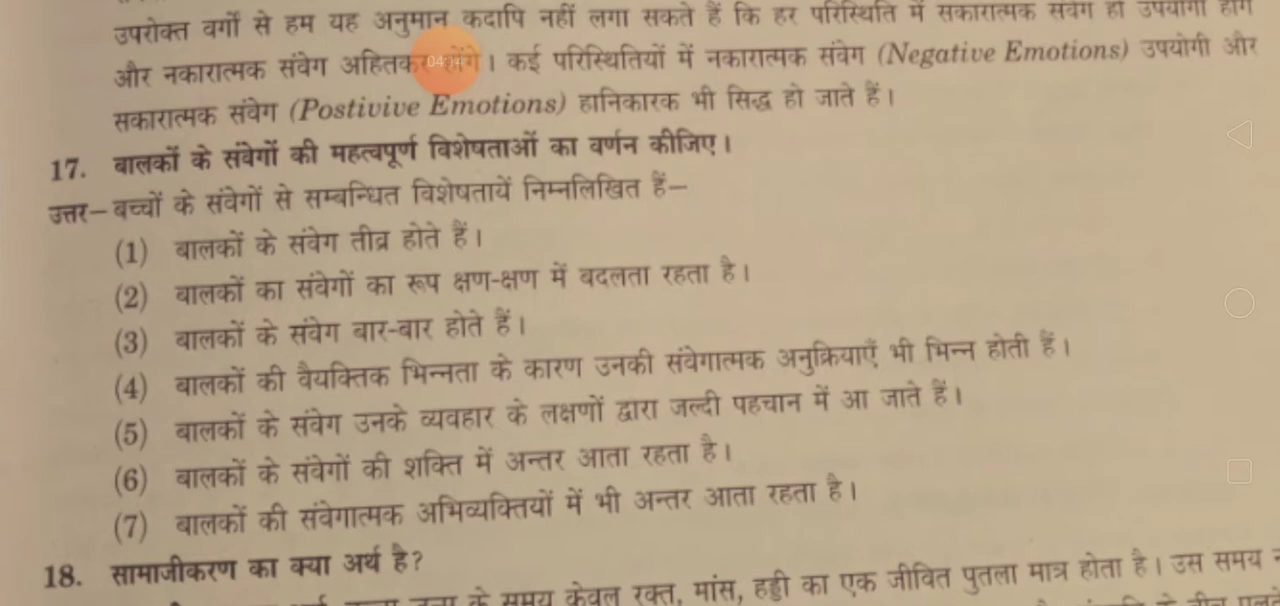 उपरोक्त वर्गों से हम यह अनुमान कदापि नहीं लगा सकते हैं कि हर परिस्थिति में सकारात्मक संवेग ही उपयोगी होंगे
और नकारात्मक संवेग अहितकर होंगे। कई परिस्थितियों में नकारात्मक संवेग (Negative Emotions) उपयोगी और
सकारात्मक संवेग (Postivive Emotions) हानिकारक भी सिद्ध हो जाते हैं।
17. बालकों के संवेगों की महत्वपूर्ण विशेषताओं का वर्णन कीजिए।
उत्तर– बच्चों के संवेगों से सम्बन्धित विशेषतायें निम्नलिखित हैं–
(1) बालकों के संवेग तीव्र होते हैं।
(2) बालकों का संवेगों का रूप क्षण-क्षण में बदलता रहता है।
(3) बालकों के संवेग बार-बार होते हैं।
(4) बालकों की वैयक्तिक भिन्नता के कारण उनकी संवेगात्मक अनुक्रियाएँ भी भिन्न होती हैं।
(5) बालकों के संवेग उनके व्यवहार के लक्षणों द्वारा जल्दी पहचान में आ जाते हैं।
(6) बालकों के संवेगों की शक्ति में अन्तर आता रहता है।
(7) बालकों की संवेगात्मक अभिव्यक्तियों में भी अन्तर आता रहता है।
18. सामाजीकरण का क्या अर्थ है?
के समय केवल रक्त, मांस, हड्डी का एक जीवित पुतला मात्र होता है। उस समय